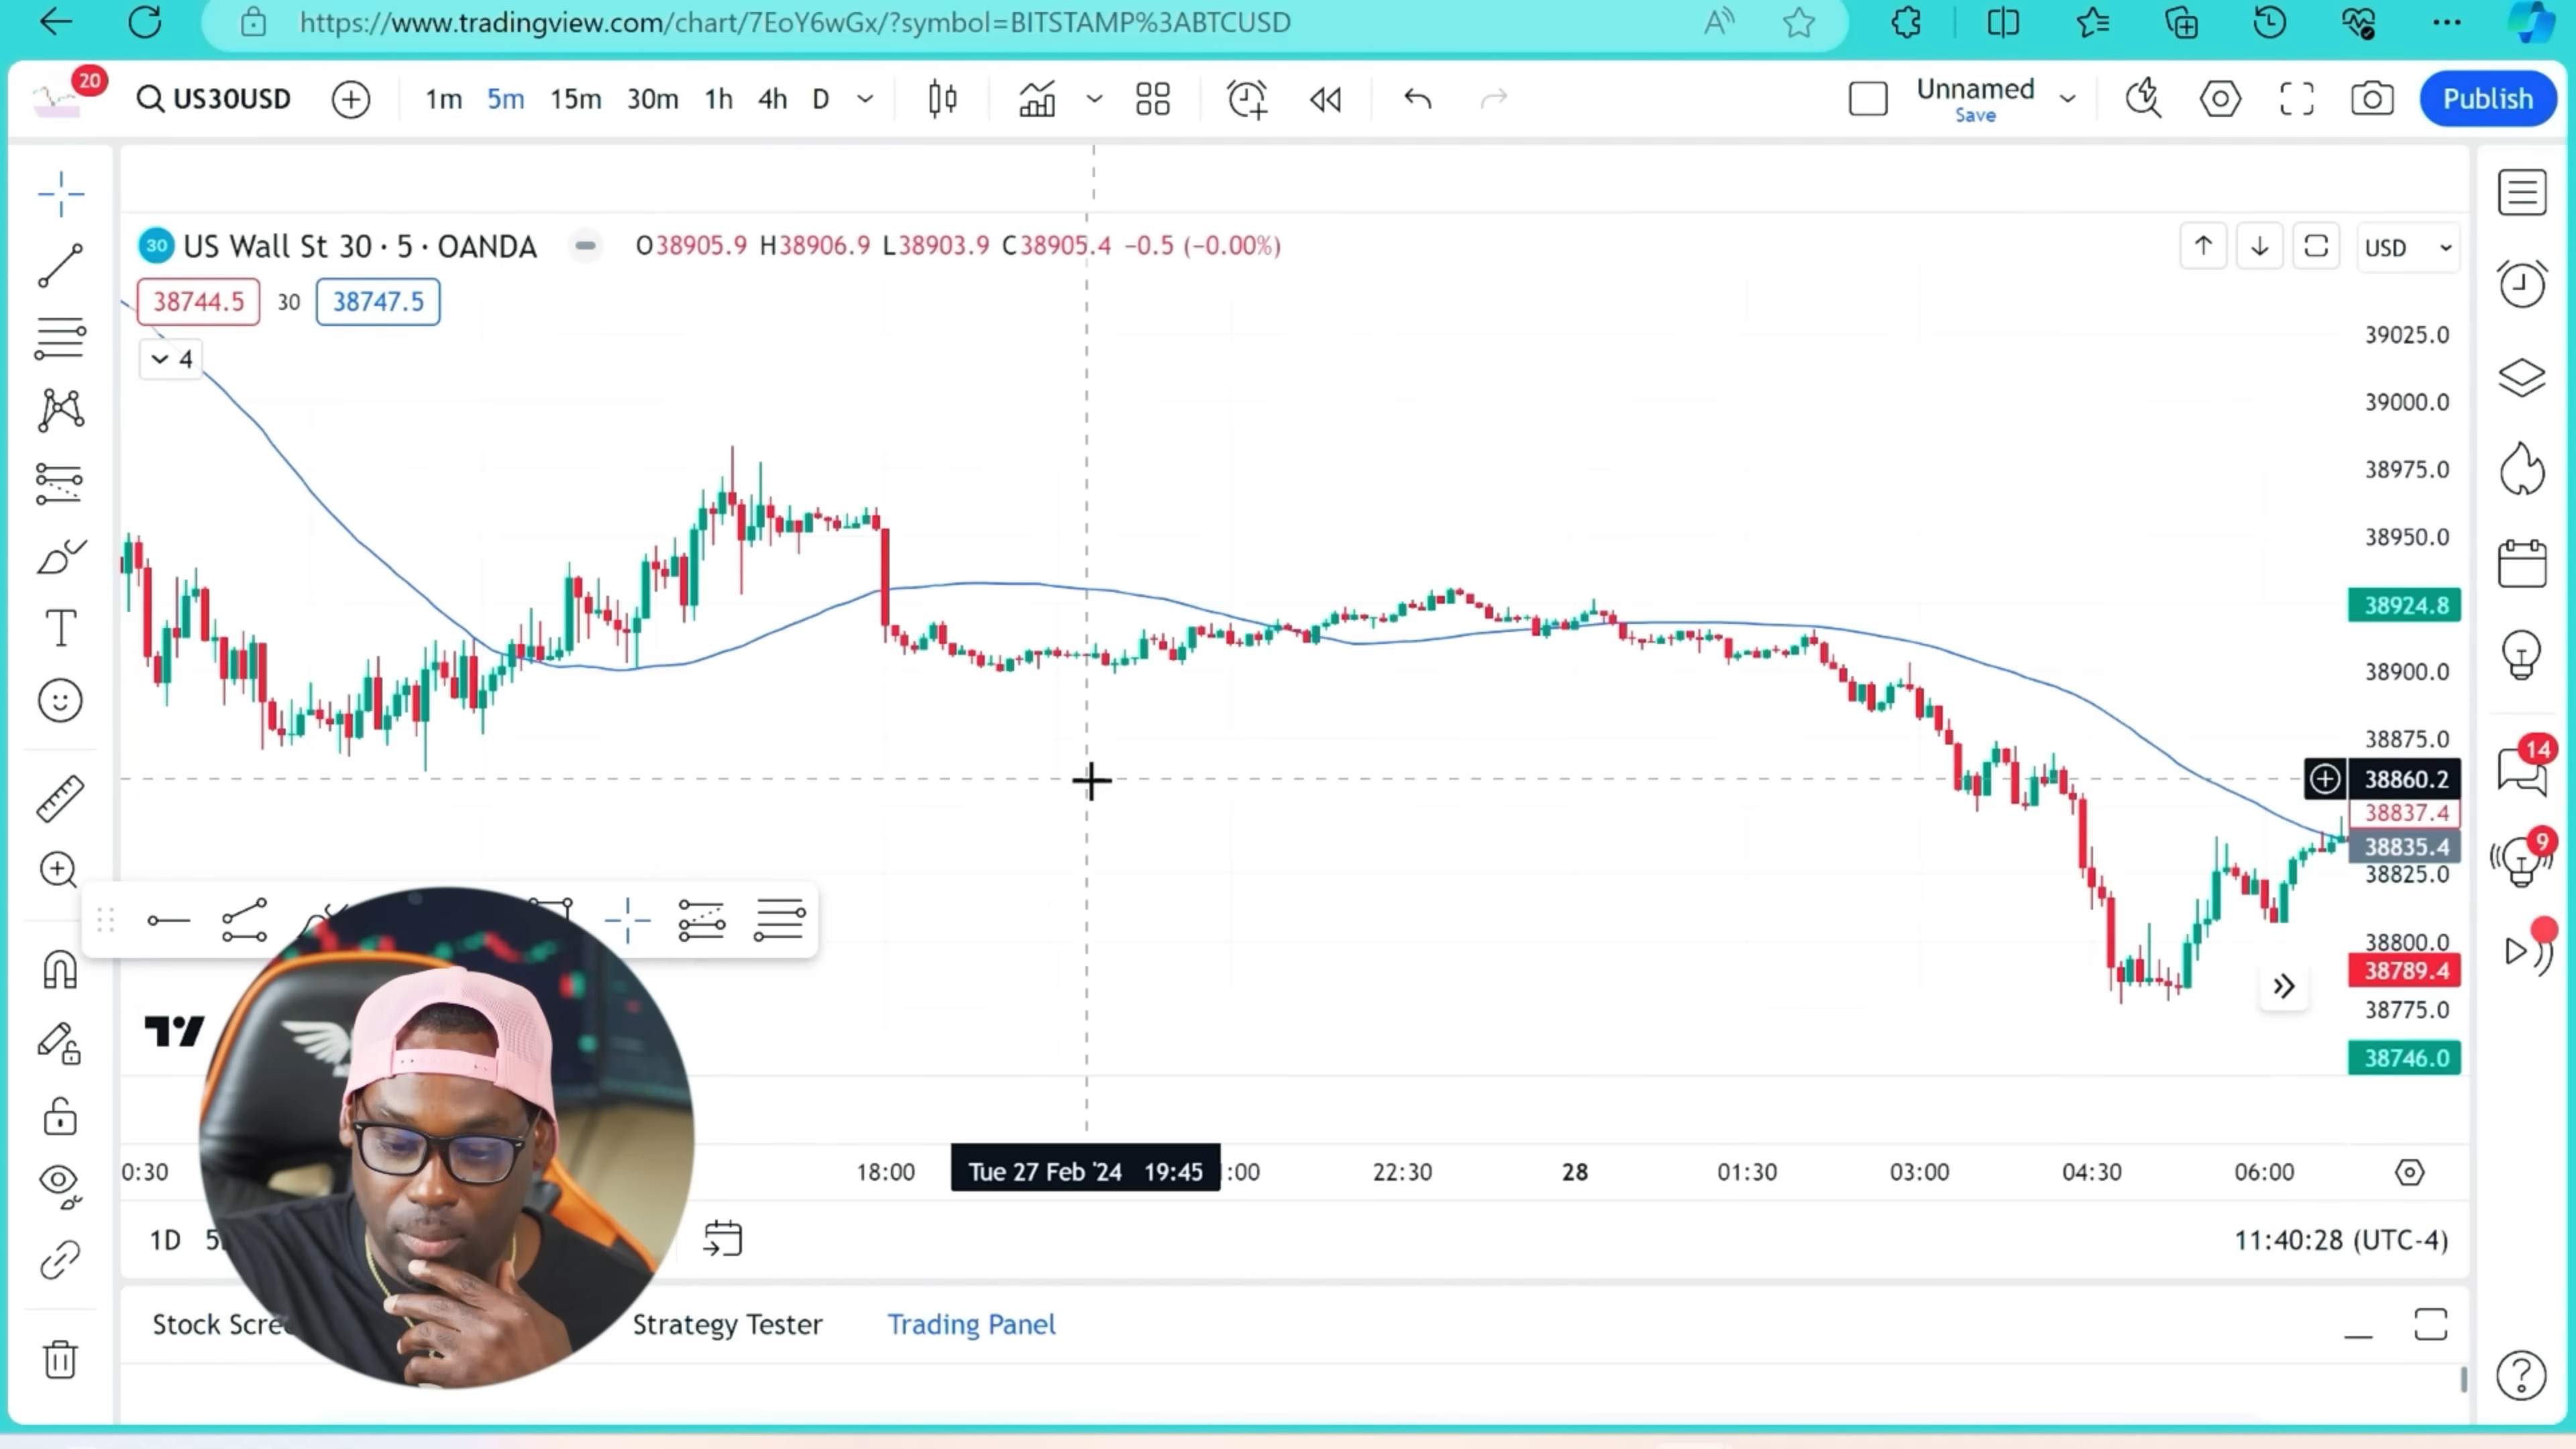 https://www.tradingview.com/chart/7EoY6wGx/?symbol=BITSTAMP%3ABTCUSD
20
US30USD
1m 5m 15m 30m 1h 4h D
Unnamed
Save
Publish
30 US Wall St 30 · 5 · OANDA
O38905.9 H38906.9 L38903.9 C38905.4 −0.5 (−0.00%)
USD
38744.5 30 38747.5
4
39025.0
39000.0
38975.0
38950.0
38924.8
38900.0
38875.0
38860.2
38837.4
38835.4
38825.0
38800.0
38789.4
38775.0
38746.0
14
9
0:30 18:00 Tue 27 Feb '24 19:45 :00 22:30 28 01:30 03:00 04:30 06:00
1D 5
11:40:28 (UTC-4)
Stock Scree Strategy Tester Trading Panel